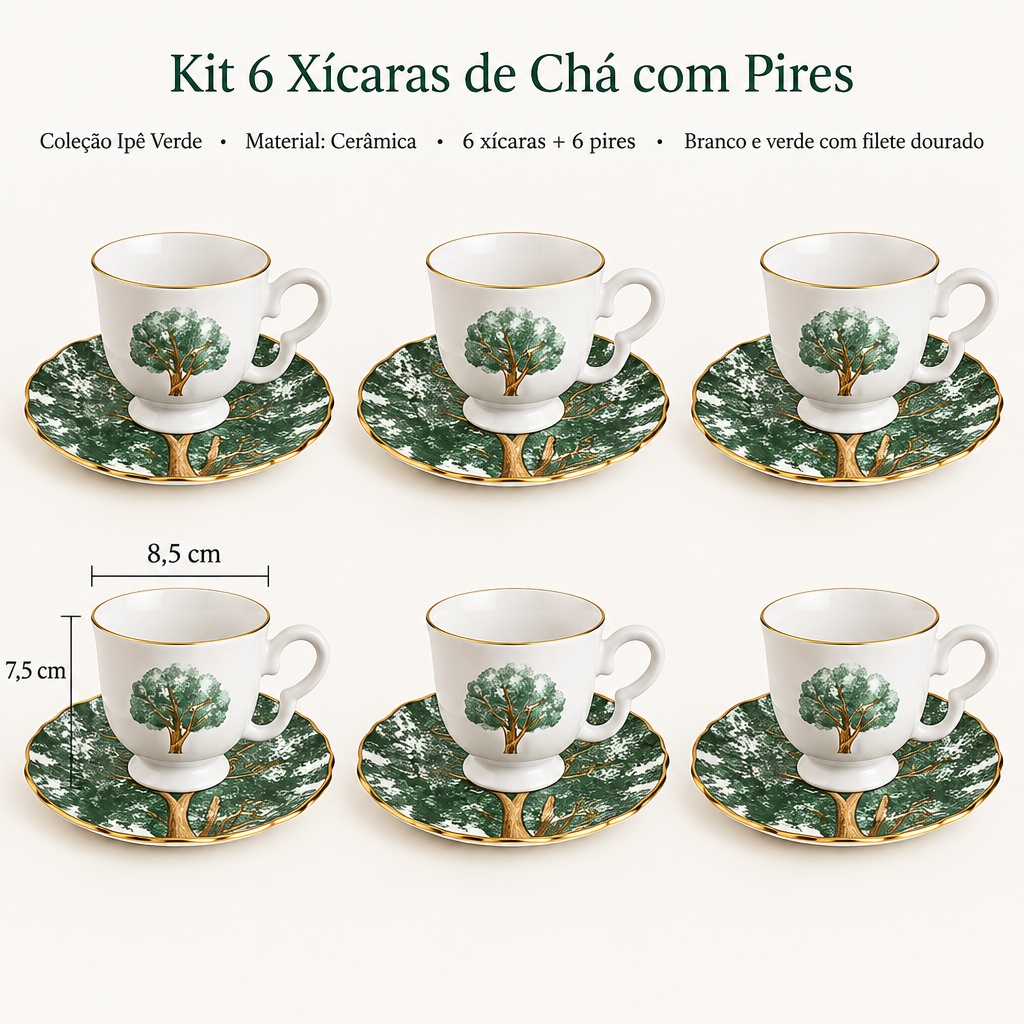 Kit 6 Xícaras de Chá com Pires
Coleção Ipê Verde • Material: Cerâmica • 6 xícaras + 6 pires • Branco e verde com filete dourado
8,5 cm
7,5 cm